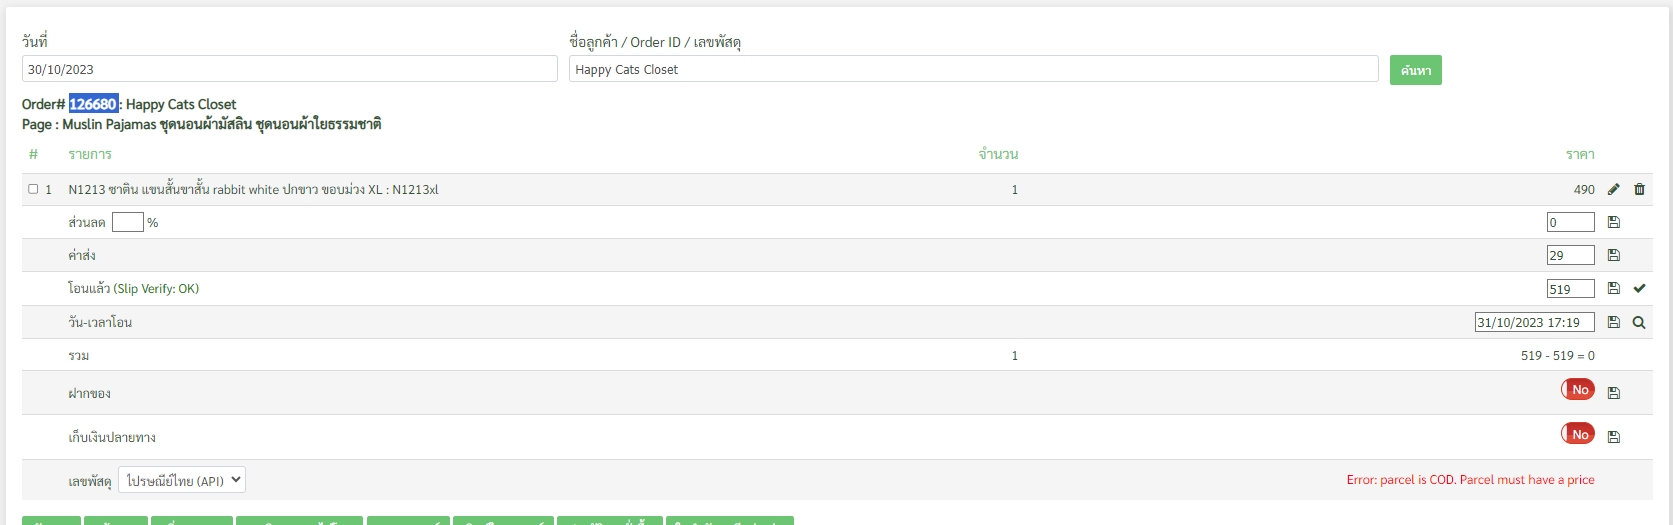 วันที่
ชื่อลูกค้า / Order ID / เลขพัสดุ
30/10/2023
Happy Cats Closet
ค้นหา
Order# 126680 : Happy Cats Closet
Page : Muslin Pajamas ชุดนอนผ้ามัสลิน ชุดนอนผ้าใยธรรมชาติ
# รายการ จำนวน ราคา
1 N1213 ซาติน แขนสั้นขาสั้น rabbit white ปกขาว ขอบม่วง XL : N1213xl 1 490
ส่วนลด % 0
ค่าส่ง 29
โอนแล้ว (Slip Verify: OK) 519
วัน-เวลาโอน 31/10/2023 17:19
รวม 1 519 - 519 = 0
ฝากของ No
เก็บเงินปลายทาง No
เลขพัสดุ ไปรษณีย์ไทย (API) Error: parcel is COD. Parcel must have a price